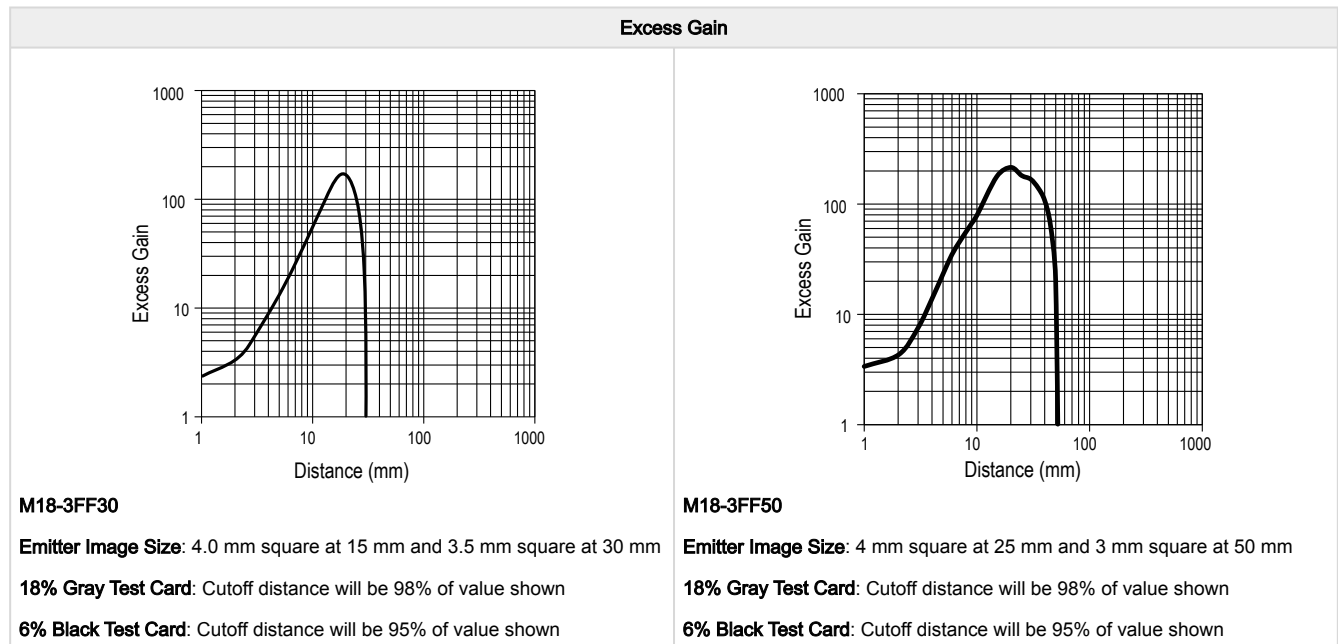 Excess Gain
1000
100
10
1
Excess Gain
1 10 100 1000
Distance (mm)
M18-3FF30
Emitter Image Size: 4.0 mm square at 15 mm and 3.5 mm square at 30 mm
18% Gray Test Card: Cutoff distance will be 98% of value shown
6% Black Test Card: Cutoff distance will be 95% of value shown
1000
100
10
1
Excess Gain
1 10 100 1000
Distance (mm)
M18-3FF50
Emitter Image Size: 4 mm square at 25 mm and 3 mm square at 50 mm
18% Gray Test Card: Cutoff distance will be 98% of value shown
6% Black Test Card: Cutoff distance will be 95% of value shown